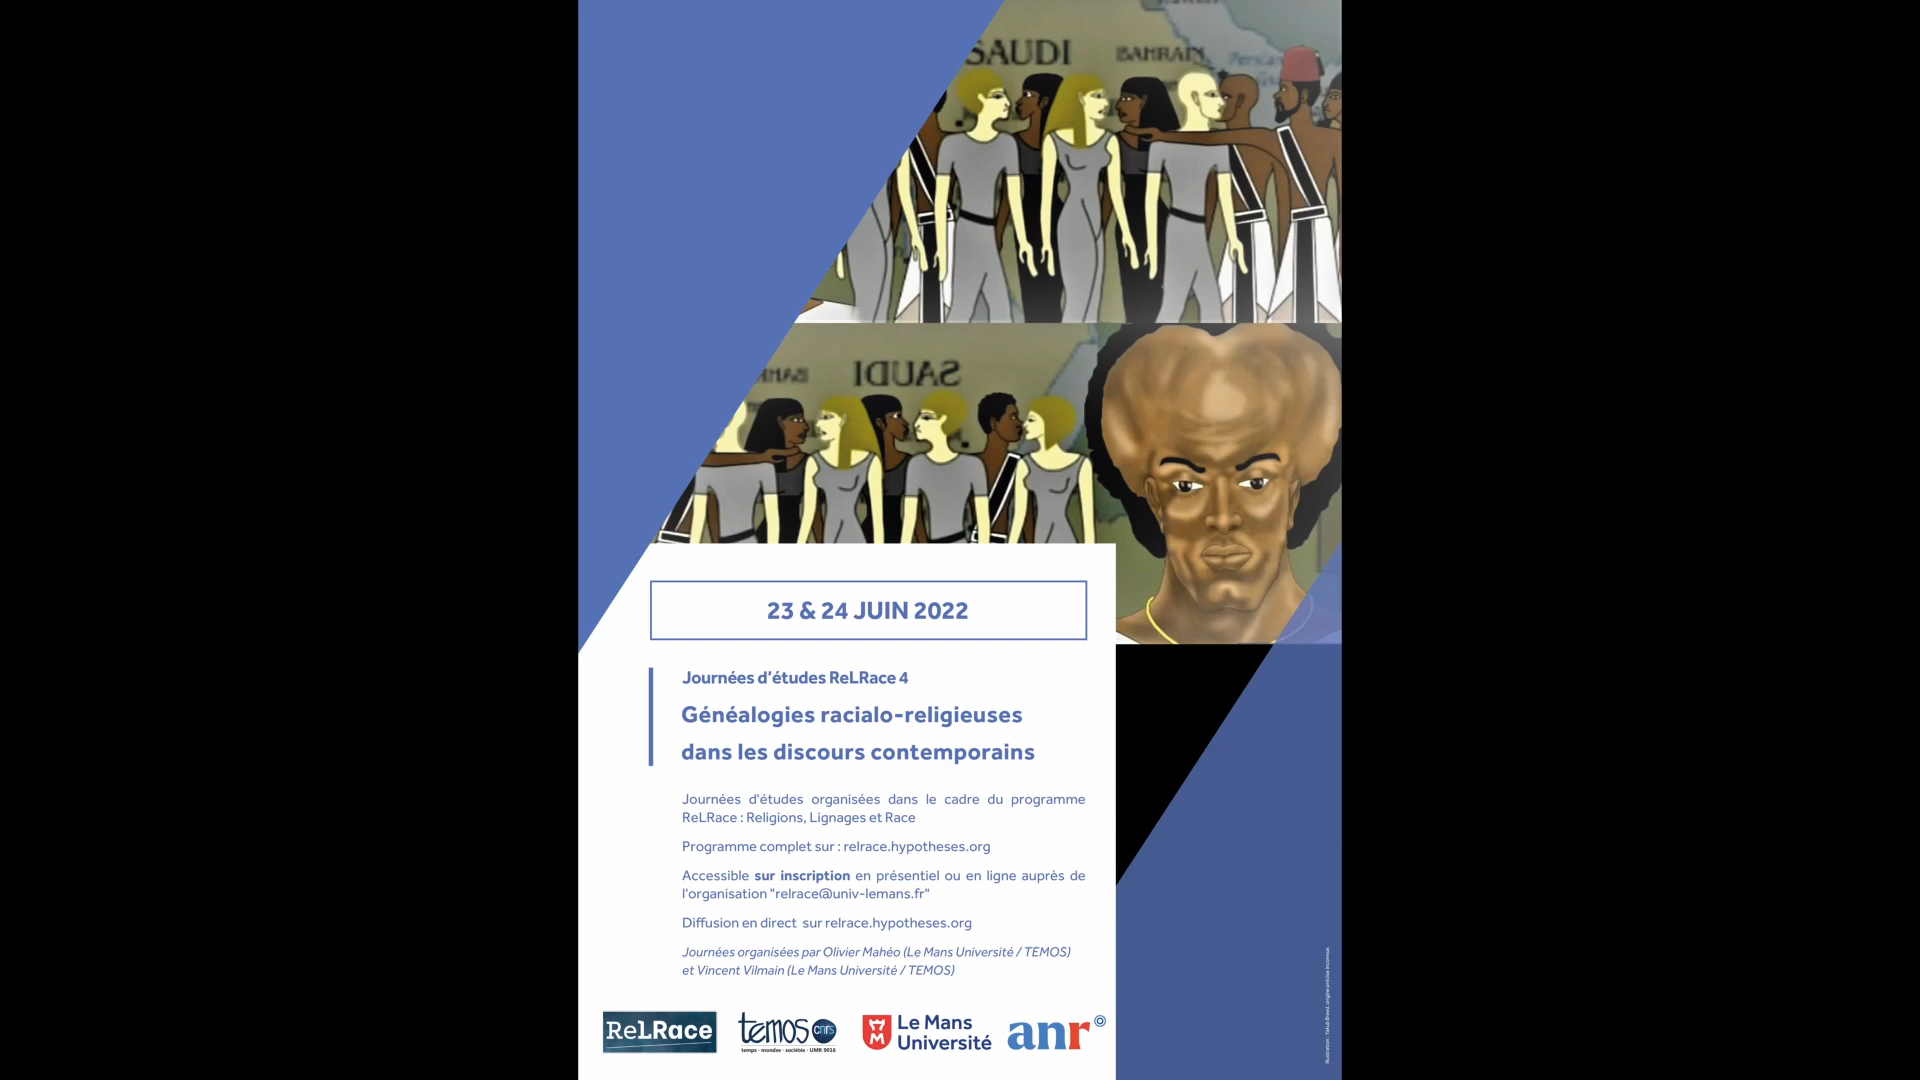 SAUDI
BAHRAIN
SAUDI
23 & 24 JUIN 2022
Journées d'études ReLRace 4
Généalogies racialo-religieuses
dans les discours contemporains
Journées d'études organisées dans le cadre du programme
ReLRace : Religions, Lignages et Race
Programme complet sur : relrace.hypotheses.org
Accessible sur inscription en présentiel ou en ligne auprès de
l'organisation "relrace@univ-lemans.fr"
Diffusion en direct sur relrace.hypotheses.org
Journées organisées par Olivier Mahéo (Le Mans Université / TEMOS)
et Vincent Vilmain (Le Mans Université / TEMOS)
ReLRace
temos cnrs
temps - mondes - sociétés - UMR 9016
Le Mans
Université
anr